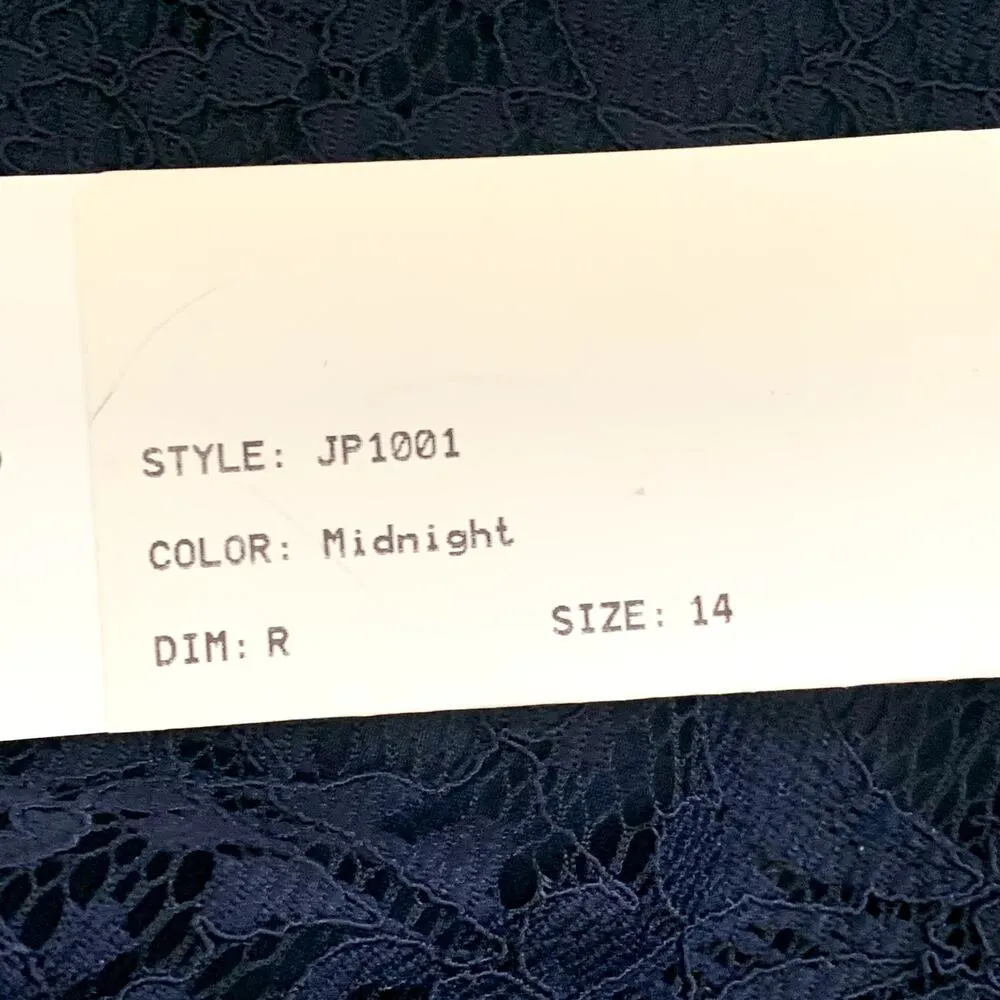 STYLE: JP1001
COLOR: Midnight
DIM: R SIZE: 14